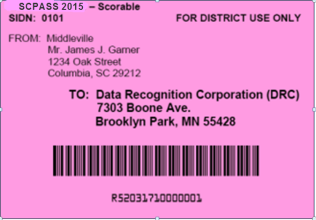 SCPASS 2015 – Scorable
SIDN: 0101 FOR DISTRICT USE ONLY
FROM: Middleville
Mr. James J. Garner
1234 Oak Street
Columbia, SC 29212
TO: Data Recognition Corporation (DRC)
7303 Boone Ave.
Brooklyn Park, MN 55428
RS2031710000001